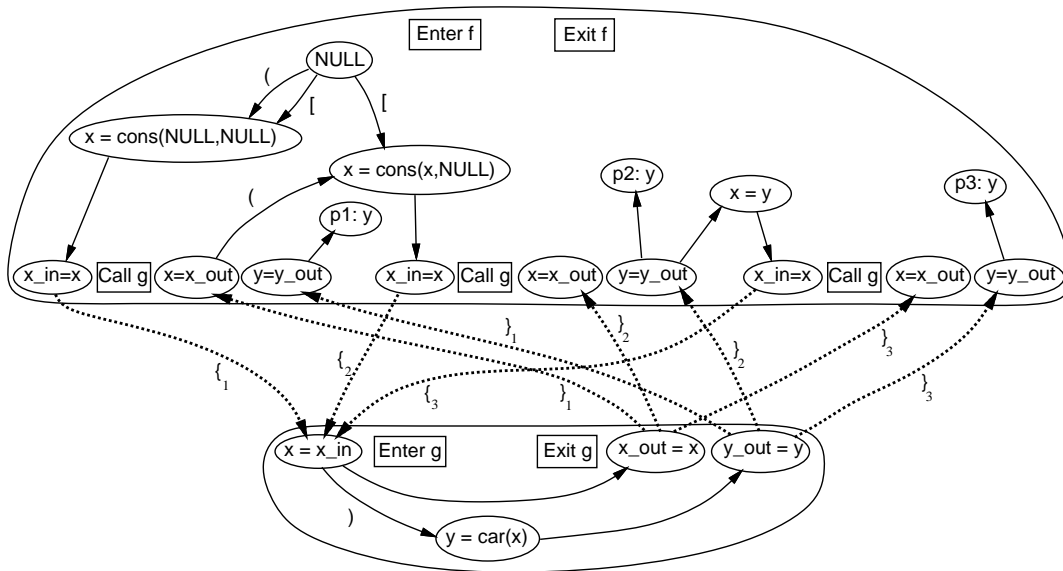 Enter f
Exit f
NULL
(
[
[
x = cons(NULL,NULL)
x = cons(x,NULL)
(
p2: y
x = y
p3: y
p1: y
x_in=x
Call g
x=x_out
y=y_out
x_in=x
Call g
x=x_out
y=y_out
x_in=x
Call g
x=x_out
y=y_out
}1
}2
}3
}2
{1
{2
{3
}1
}3
x = x_in
Enter g
Exit g
x_out = x
y_out = y
)
y = car(x)